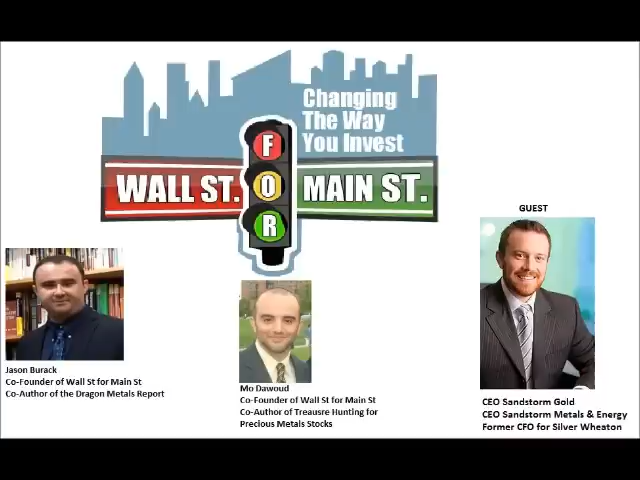 Changing
The Way
You Invest
WALL ST. FOR MAIN ST.
GUEST
Jason Burack
Co-Founder of Wall St for Main St
Co-Author of the Dragon Metals Report
Mo Dawoud
Co-Founder of Wall St for Main St
Co-Author of Treausre Hunting for
Precious Metals Stocks
CEO Sandstorm Gold
CEO Sandstorm Metals & Energy
Former CFO for Silver Wheaton